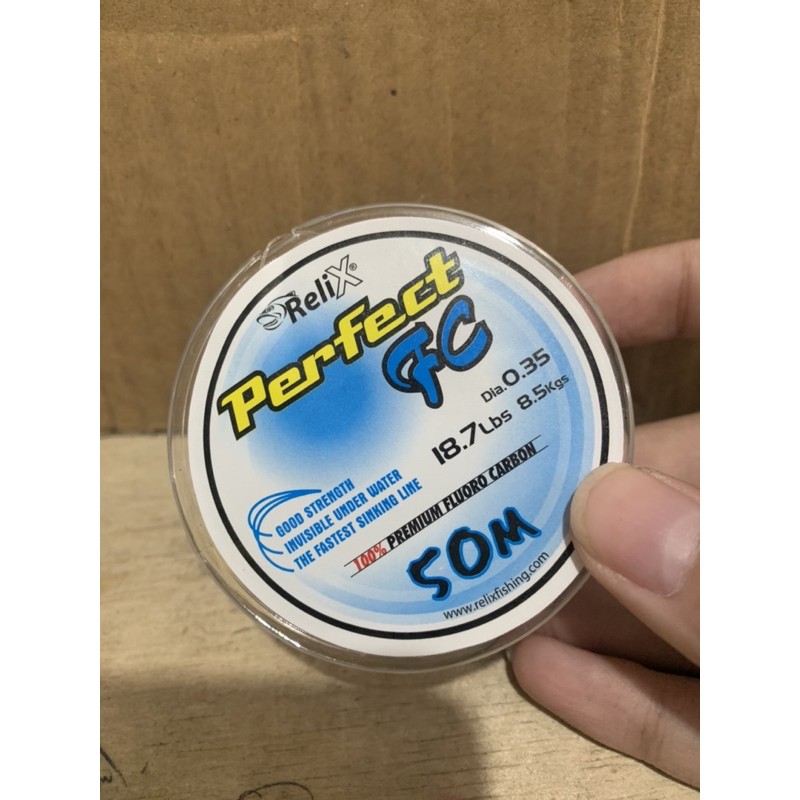 ReliX®
Perfect
FC
Dia.0.35
18.7Lbs 8.5Kgs
GOOD STRENGTH
INVISIBLE UNDER WATER
THE FASTEST SINKING LINE
100% PREMIUM FLUORO CARBON
50M
www.relixfishing.com